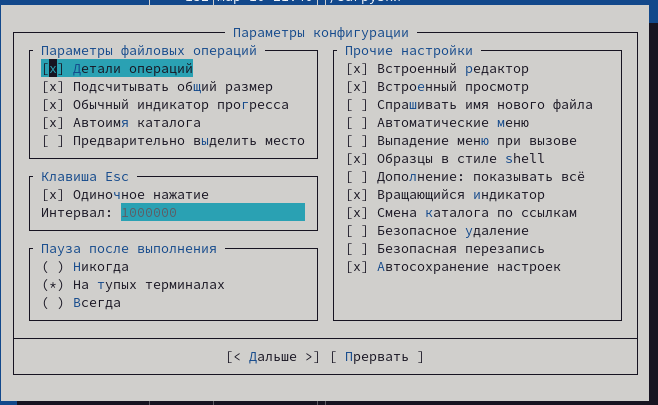 Параметры конфигурации
Параметры файловых операций
[x] Детали операций
[x] Подсчитывать общий размер
[x] Обычный индикатор прогресса
[x] Автоимя каталога
[ ] Предварительно выделить место
Клавиша Esc
[x] Одиночное нажатие
Интервал: 1000000
Пауза после выполнения
( ) Никогда
(*) На тупых терминалах
( ) Всегда
Прочие настройки
[x] Встроенный редактор
[x] Встроенный просмотр
[ ] Спрашивать имя нового файла
[ ] Автоматические меню
[ ] Выпадение меню при вызове
[x] Образцы в стиле shell
[ ] Дополнение: показывать всё
[x] Вращающийся индикатор
[x] Смена каталога по ссылкам
[ ] Безопасное удаление
[ ] Безопасная перезапись
[x] Автосохранение настроек
[< Дальше >] [ Прервать ]